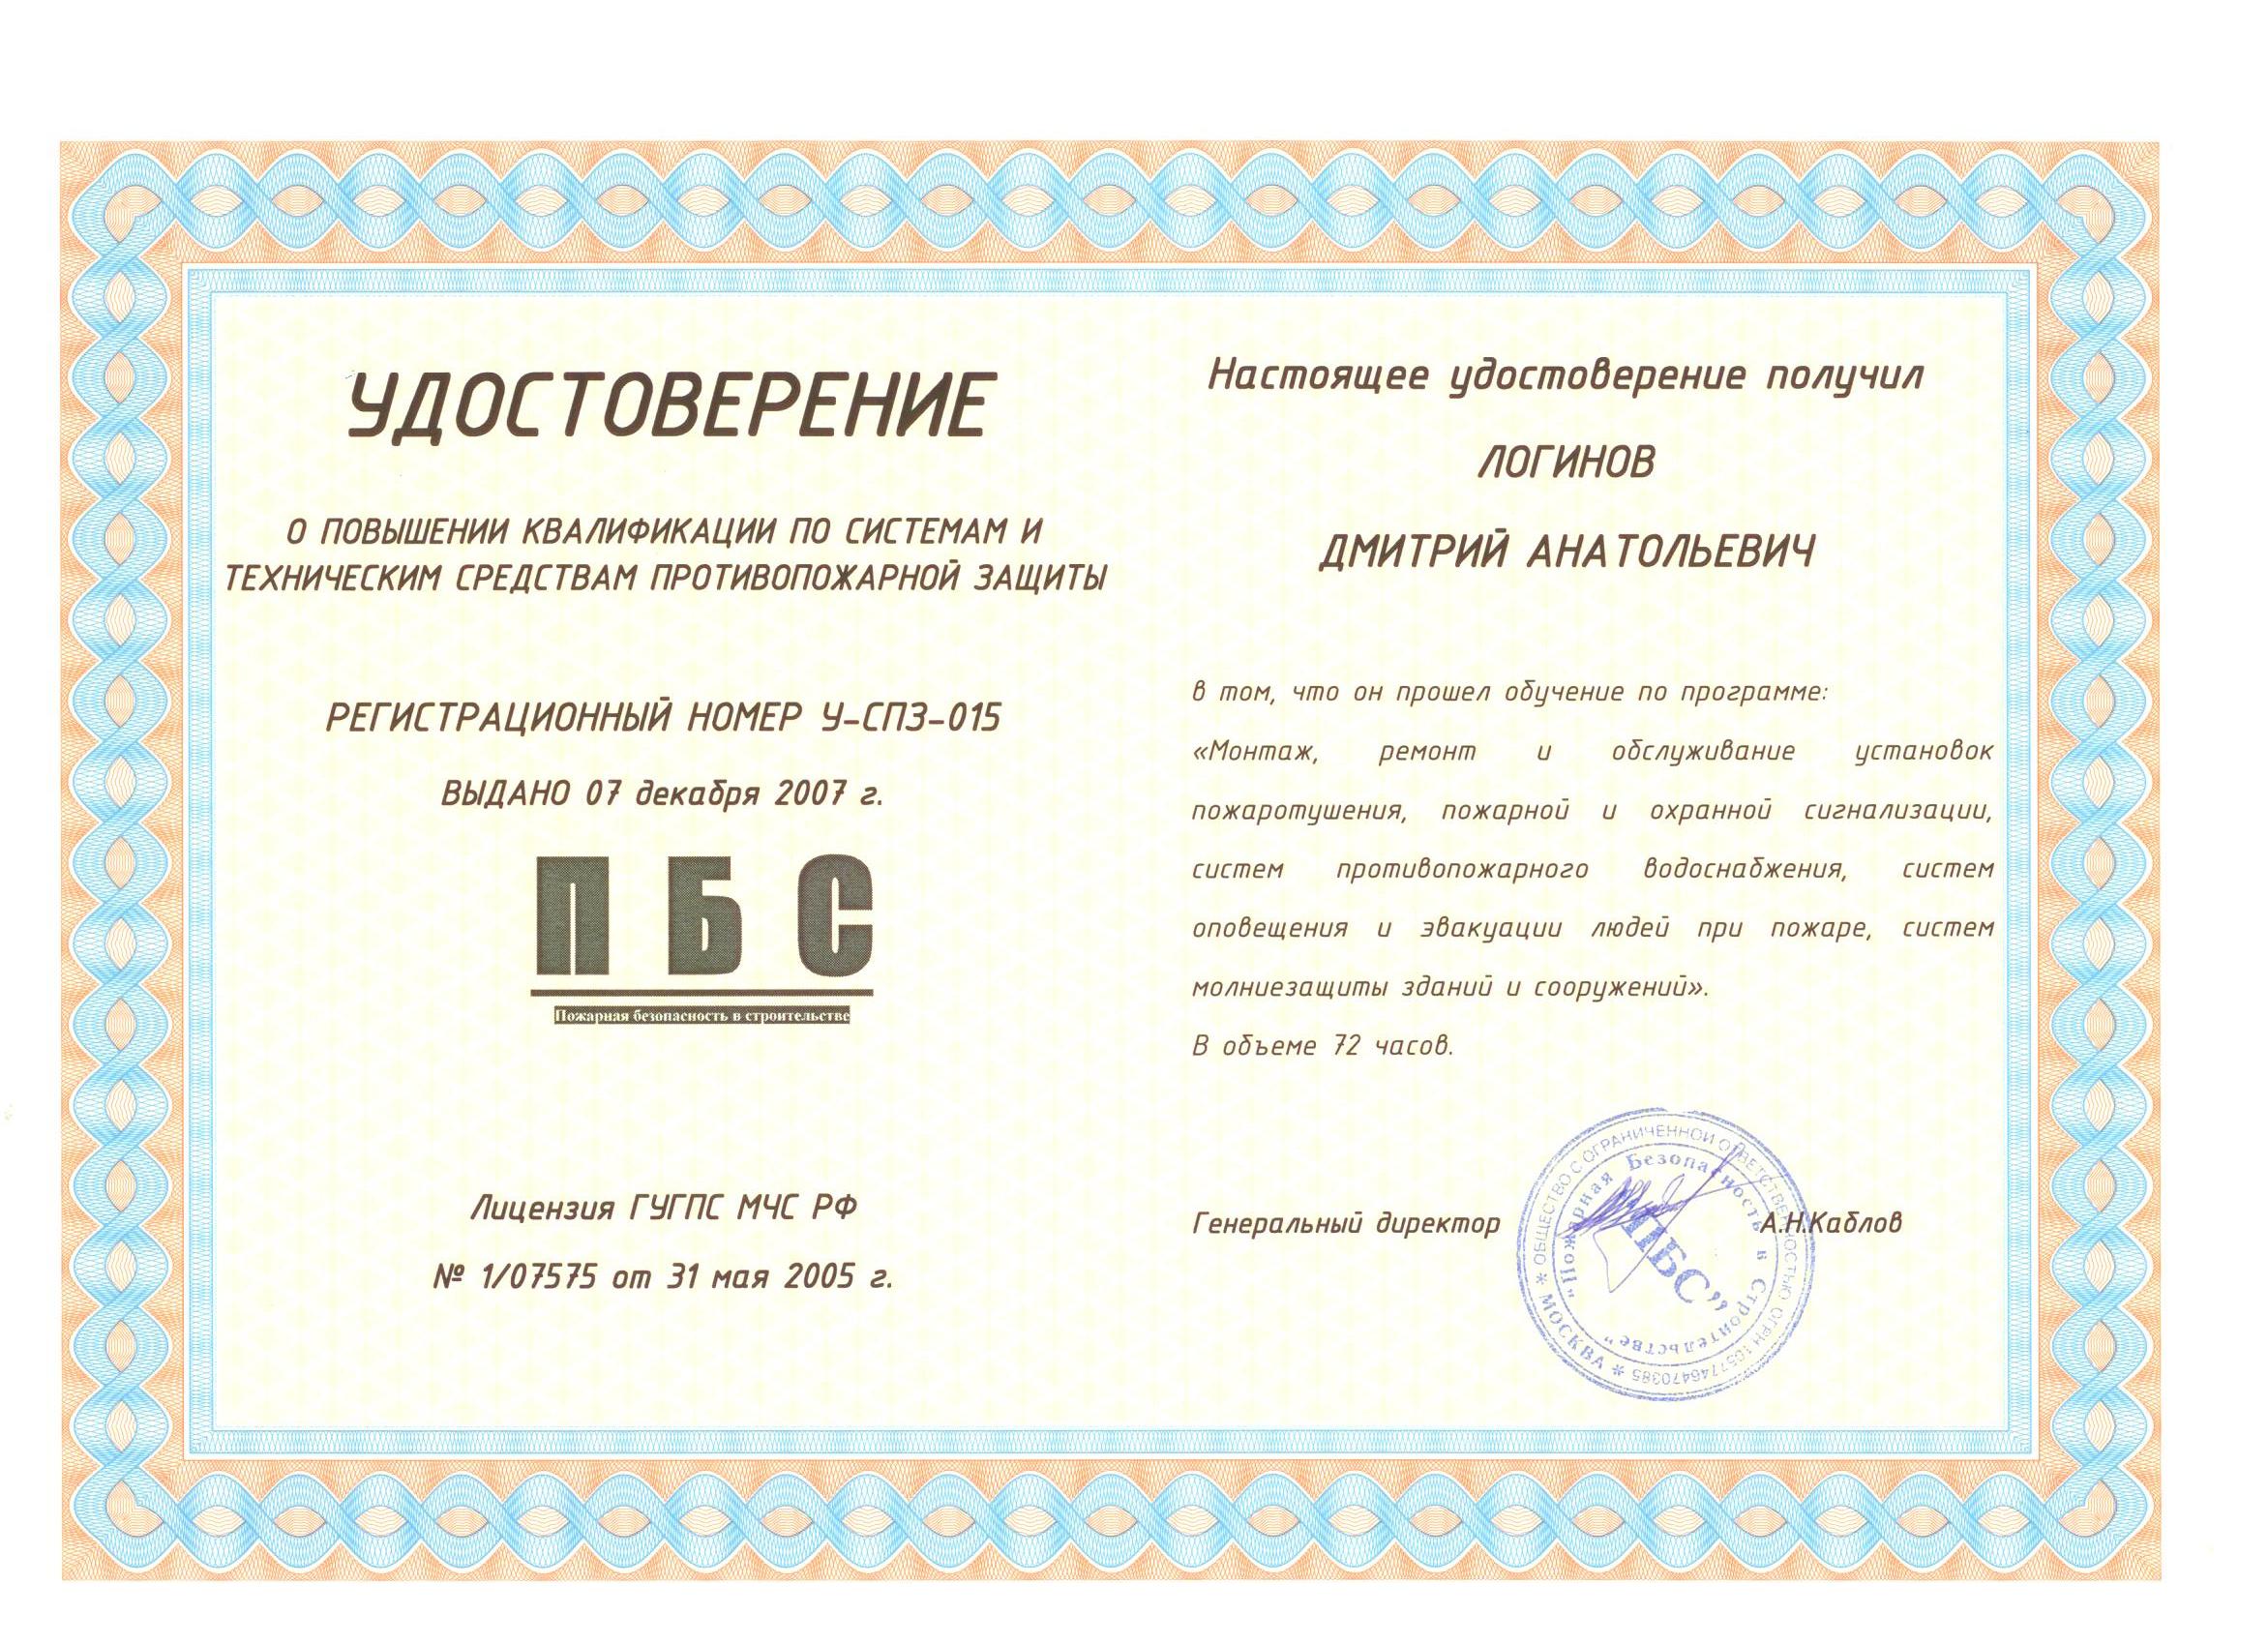 УДОСТОВЕРЕНИЕ
О ПОВЫШЕНИИ КВАЛИФИКАЦИИ ПО СИСТЕМАМ И
ТЕХНИЧЕСКИМ СРЕДСТВАМ ПРОТИВОПОЖАРНОЙ ЗАЩИТЫ
РЕГИСТРАЦИОННЫЙ НОМЕР У-СПЗ-015
ВЫДАНО 07 декабря 2007 г.
ПБС
Пожарная безопасность в строительстве
Лицензия ГУГПС МЧС РФ
№ 1/07575 от 31 мая 2005 г.
Настоящее удостоверение получил
ЛОГИНОВ
ДМИТРИЙ АНАТОЛЬЕВИЧ
в том, что он прошел обучение по программе:
«Монтаж, ремонт и обслуживание установок
пожаротушения, пожарной и охранной сигнализации,
систем противопожарного водоснабжения, систем
оповещения и эвакуации людей при пожаре, систем
молниезащиты зданий и сооружений».
В объеме 72 часов.
Генеральный директор А.Н.Каблов
ОБЩЕСТВО С ОГРАНИЧЕННОЙ ОТВЕТСТВЕННОСТЬЮ ОГРН 1057746470385
* МОСКВА *
"Пожарная Безопасность в Строительстве"
ПБС"